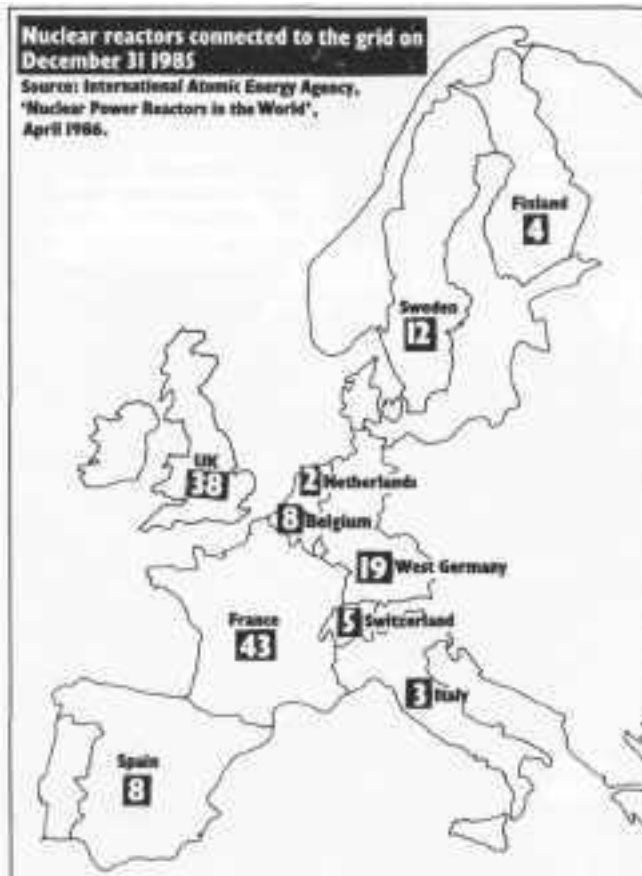 Nuclear reactors connected to the grid on
December 31 1985
Source: International Atomic Energy Agency,
'Nuclear Power Reactors in the World',
April 1986.
Finland
4
Sweden
12
UK
38
2 Netherlands
8 Belgium
19 West Germany
France
43
5 Switzerland
3 Italy
Spain
8